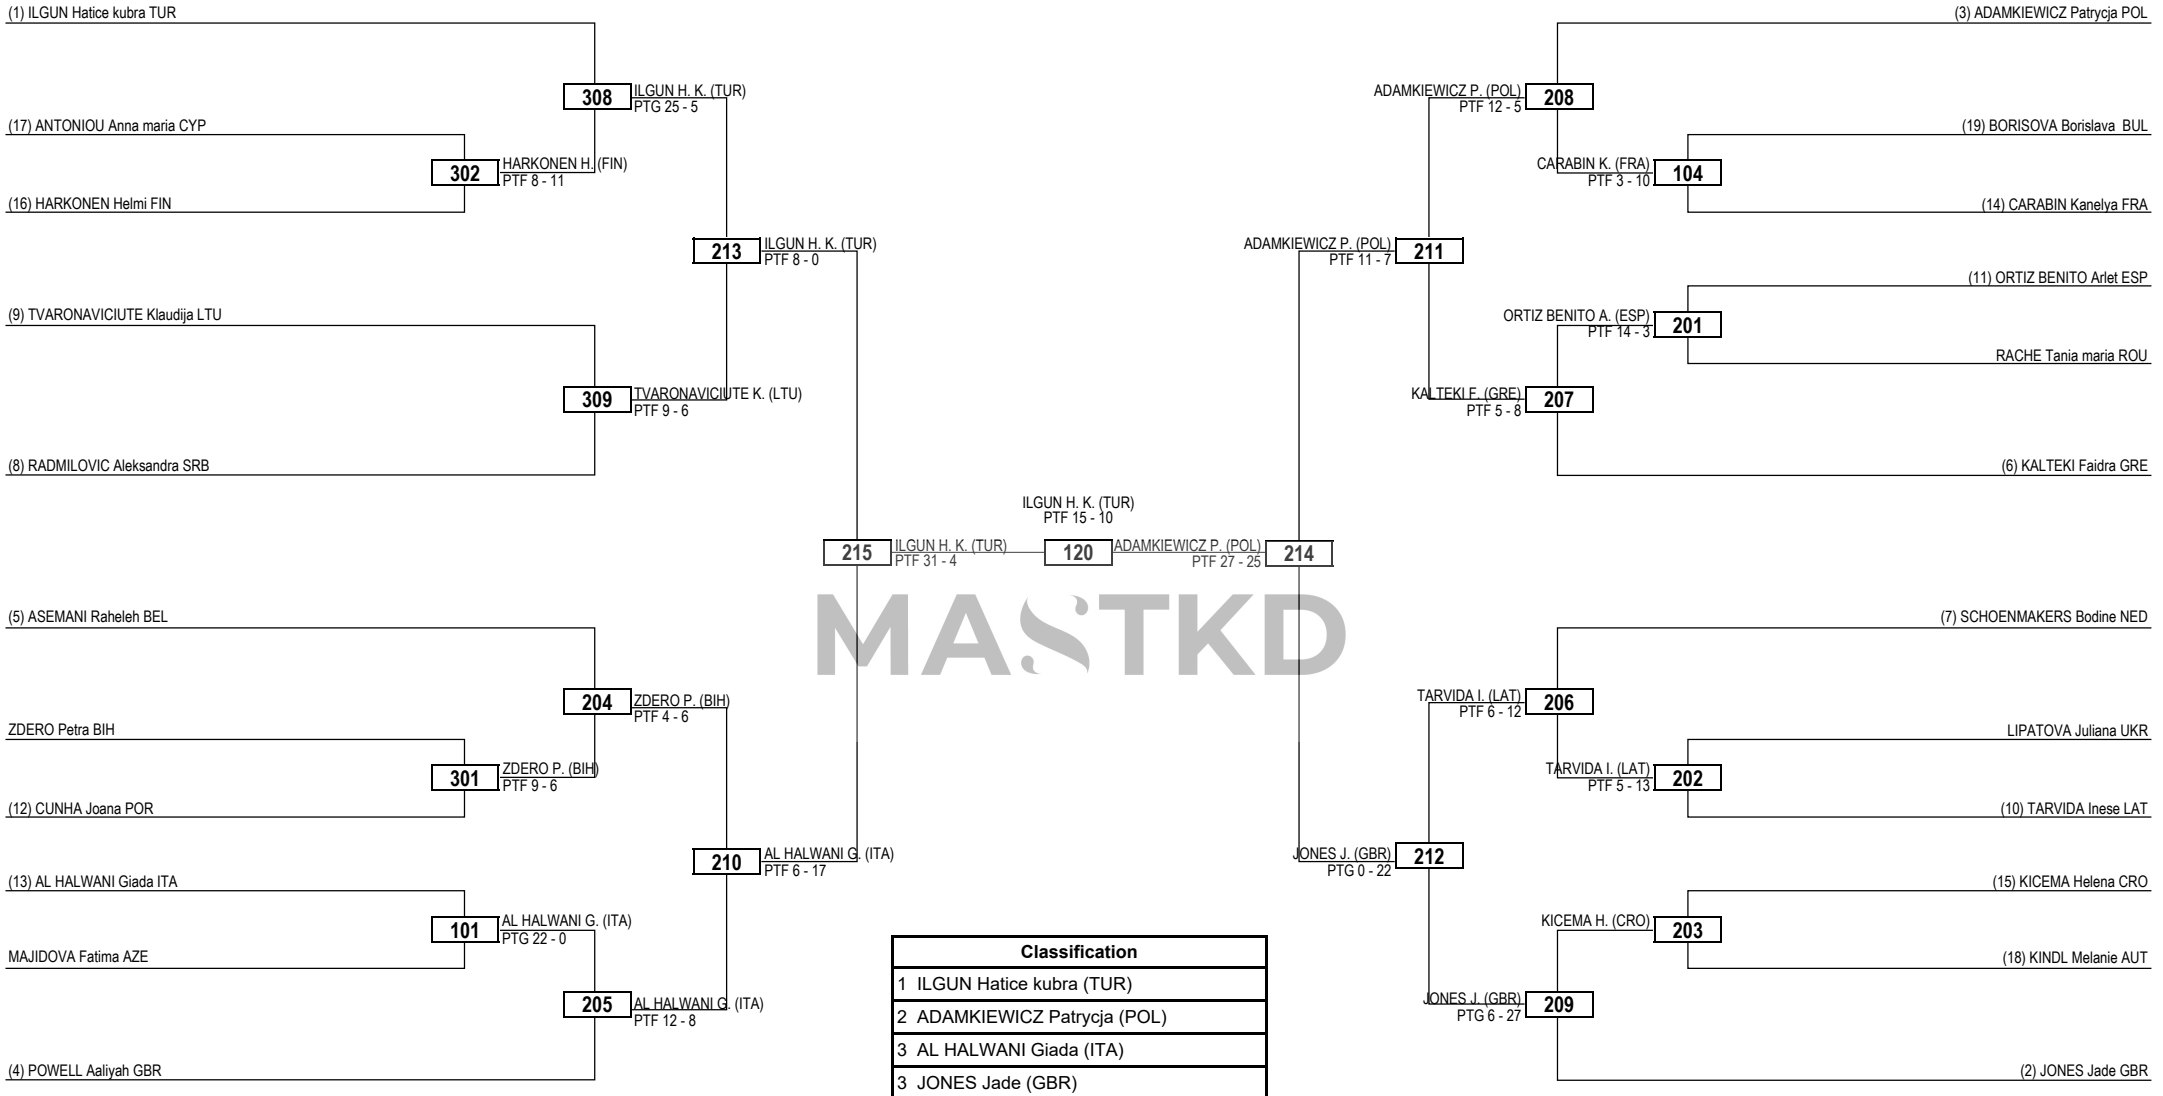 (1) ILGUN Hatice kubra TUR
308
ILGUN H. K. (TUR)
PTG 25 - 5
(17) ANTONIOU Anna maria CYP
302
HARKONEN H. (FIN)
PTF 8 - 11
(16) HARKONEN Helmi FIN
213
ILGUN H. K. (TUR)
PTF 8 - 0
(9) TVARONAVICIUTE Klaudija LTU
309
TVARONAVICIUTE K. (LTU)
PTF 9 - 6
(8) RADMILOVIC Aleksandra SRB
215
ILGUN H. K. (TUR)
PTF 31 - 4
(5) ASEMANI Raheleh BEL
204
ZDERO P. (BIH)
PTF 4 - 6
ZDERO Petra BIH
301
ZDERO P. (BIH)
PTF 9 - 6
(12) CUNHA Joana POR
210
AL HALWANI G. (ITA)
PTF 6 - 17
(13) AL HALWANI Giada ITA
101
AL HALWANI G. (ITA)
PTG 22 - 0
MAJIDOVA Fatima AZE
205
AL HALWANI G. (ITA)
PTF 12 - 8
(4) POWELL Aaliyah GBR
ILGUN H. K. (TUR)
PTF 15 - 10
120
MASTKD
(3) ADAMKIEWICZ Patrycja POL
ADAMKIEWICZ P. (POL)
PTF 12 - 5
208
(19) BORISOVA Borislava BUL
CARABIN K. (FRA)
PTF 3 - 10
104
(14) CARABIN Kanelya FRA
ADAMKIEWICZ P. (POL)
PTF 11 - 7
211
(11) ORTIZ BENITO Arlet ESP
ORTIZ BENITO A. (ESP)
PTF 14 - 3
201
RACHE Tania maria ROU
KALTEKI F. (GRE)
PTF 5 - 8
207
(6) KALTEKI Faidra GRE
ADAMKIEWICZ P. (POL)
PTF 27 - 25
214
(7) SCHOENMAKERS Bodine NED
TARVIDA I. (LAT)
PTF 6 - 12
206
LIPATOVA Juliana UKR
TARVIDA I. (LAT)
PTF 5 - 13
202
(10) TARVIDA Inese LAT
JONES J. (GBR)
PTG 0 - 22
212
(15) KICEMA Helena CRO
KICEMA H. (CRO)
203
(18) KINDL Melanie AUT
JONES J. (GBR)
PTG 6 - 27
209
(2) JONES Jade GBR
Classification
1 ILGUN Hatice kubra (TUR)
2 ADAMKIEWICZ Patrycja (POL)
3 AL HALWANI Giada (ITA)
3 JONES Jade (GBR)